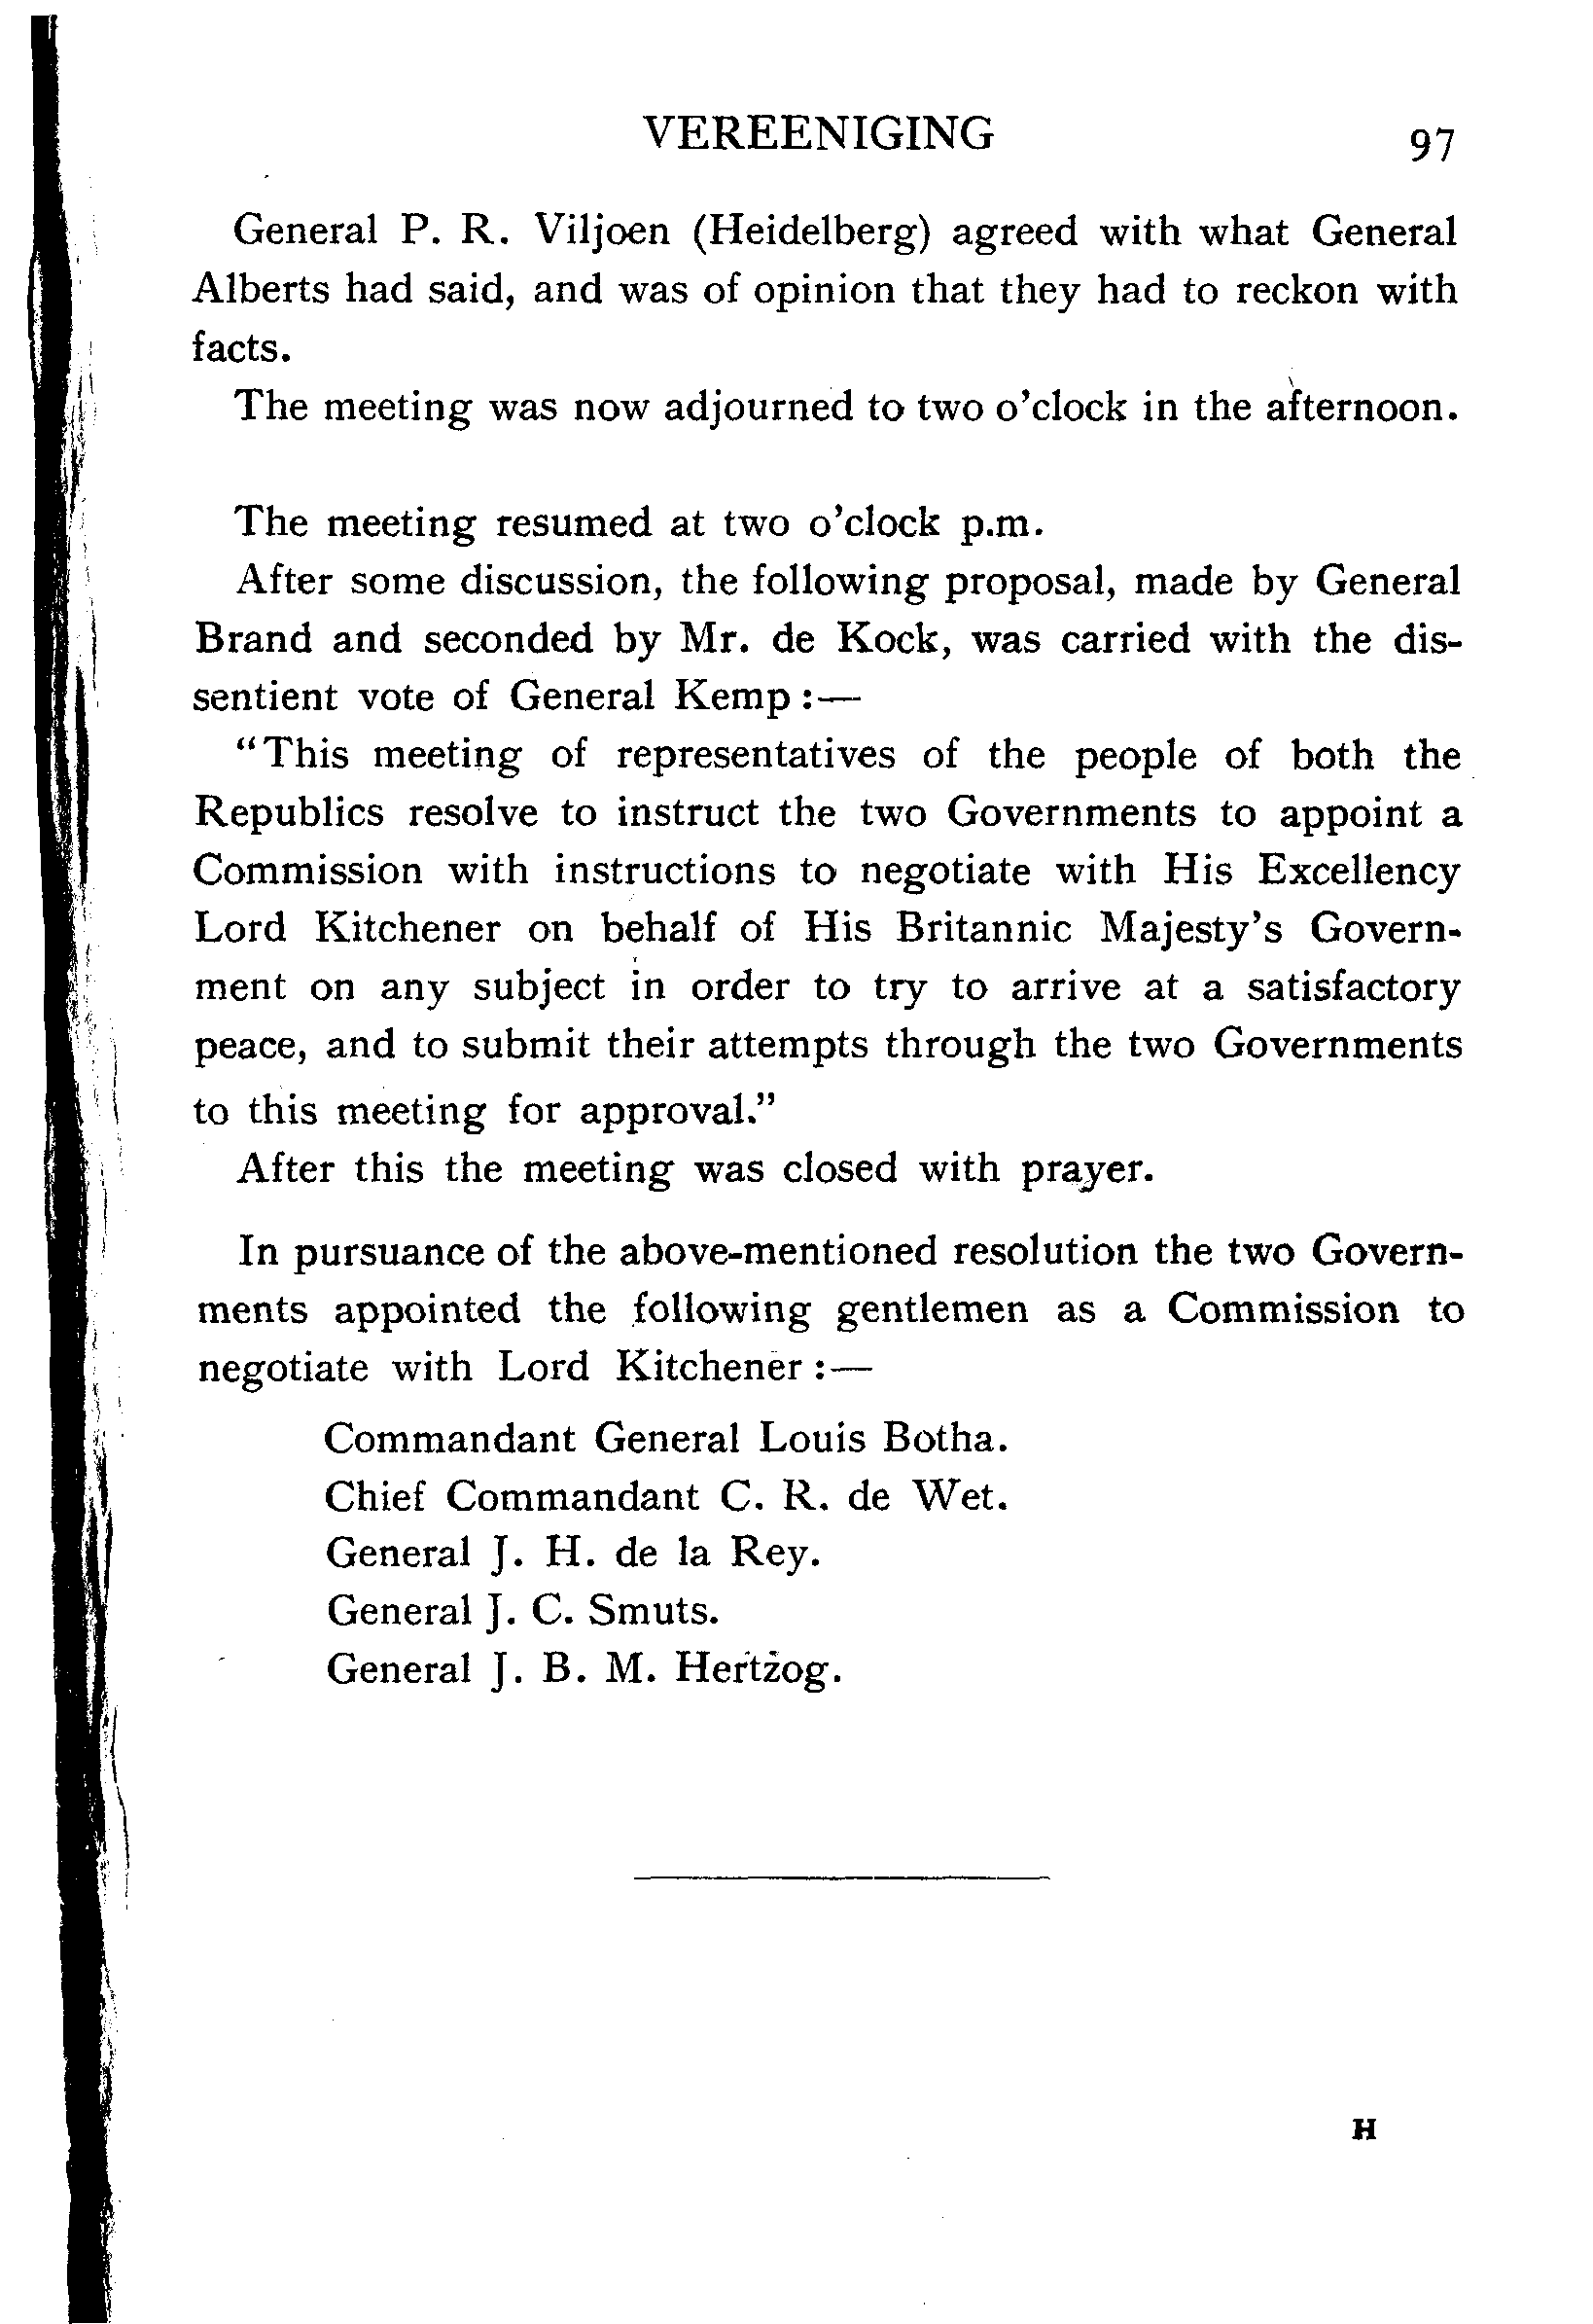 VEREENIGING
97
General P. R. Viljoen (Heidelberg) agreed with what General
Alberts had said, and was of opinion that they had to reckon with
facts.
The meeting was now adjourned to two o'clock in the afternoon.
The meeting resumed at two o'clock p.m.
After some discussion, the following proposal, made by General
Brand and seconded by Mr. de Kock, was carried with the dis-
sentient vote of General Kemp :—
“This meeting of representatives of the people of both the
Republics resolve to instruct the two Governments to appoint a
Commission with instructions to negotiate with His Excellency
Lord Kitchener on behalf of His Britannic Majesty's Govern-
ment on any subject in order to try to arrive at a satisfactory
peace, and to submit their attempts through the two Governments
to this meeting for approval.”
After this the meeting was closed with prayer.
In pursuance of the above-mentioned resolution the two Govern-
ments appointed the following gentlemen as a Commission to
negotiate with Lord Kitchener :—
Commandant General Louis Botha.
Chief Commandant C. R. de Wet.
General J. H. de la Rey.
General J. C. Smuts.
General J. B. M. Hertzog.
H